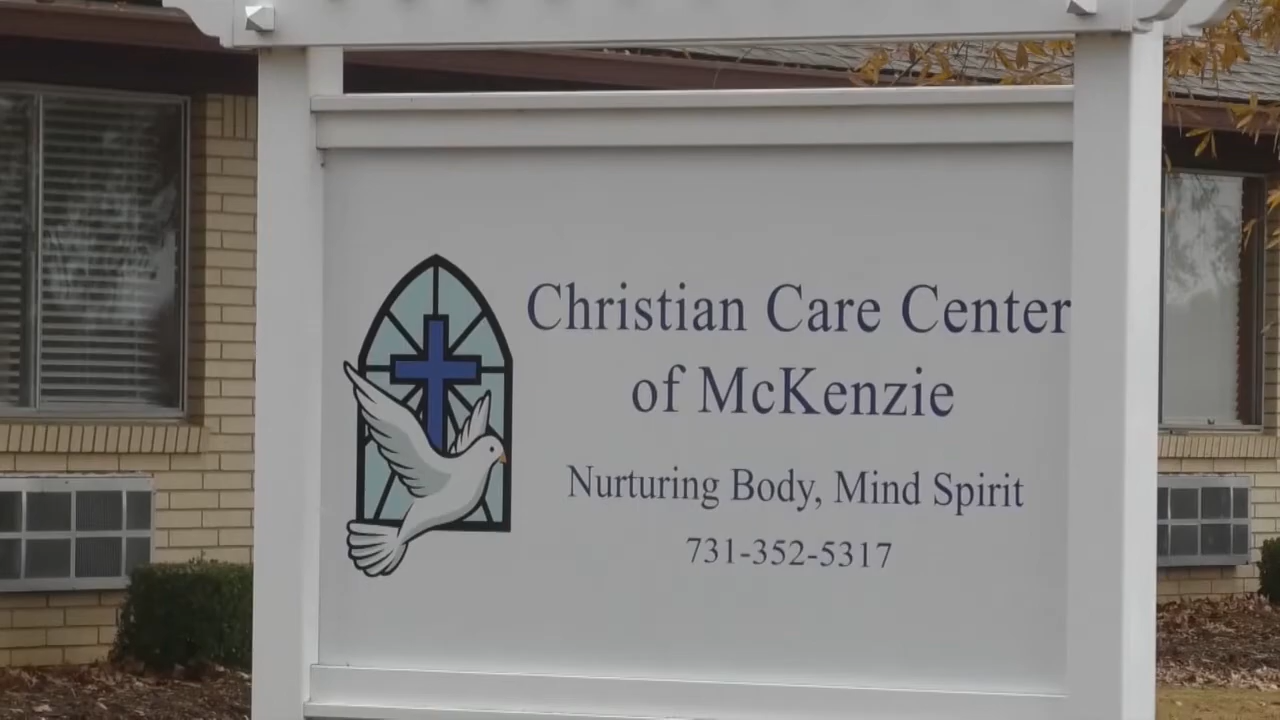 Christian Care Center
of McKenzie
Nurturing Body, Mind Spirit
731-352-5317